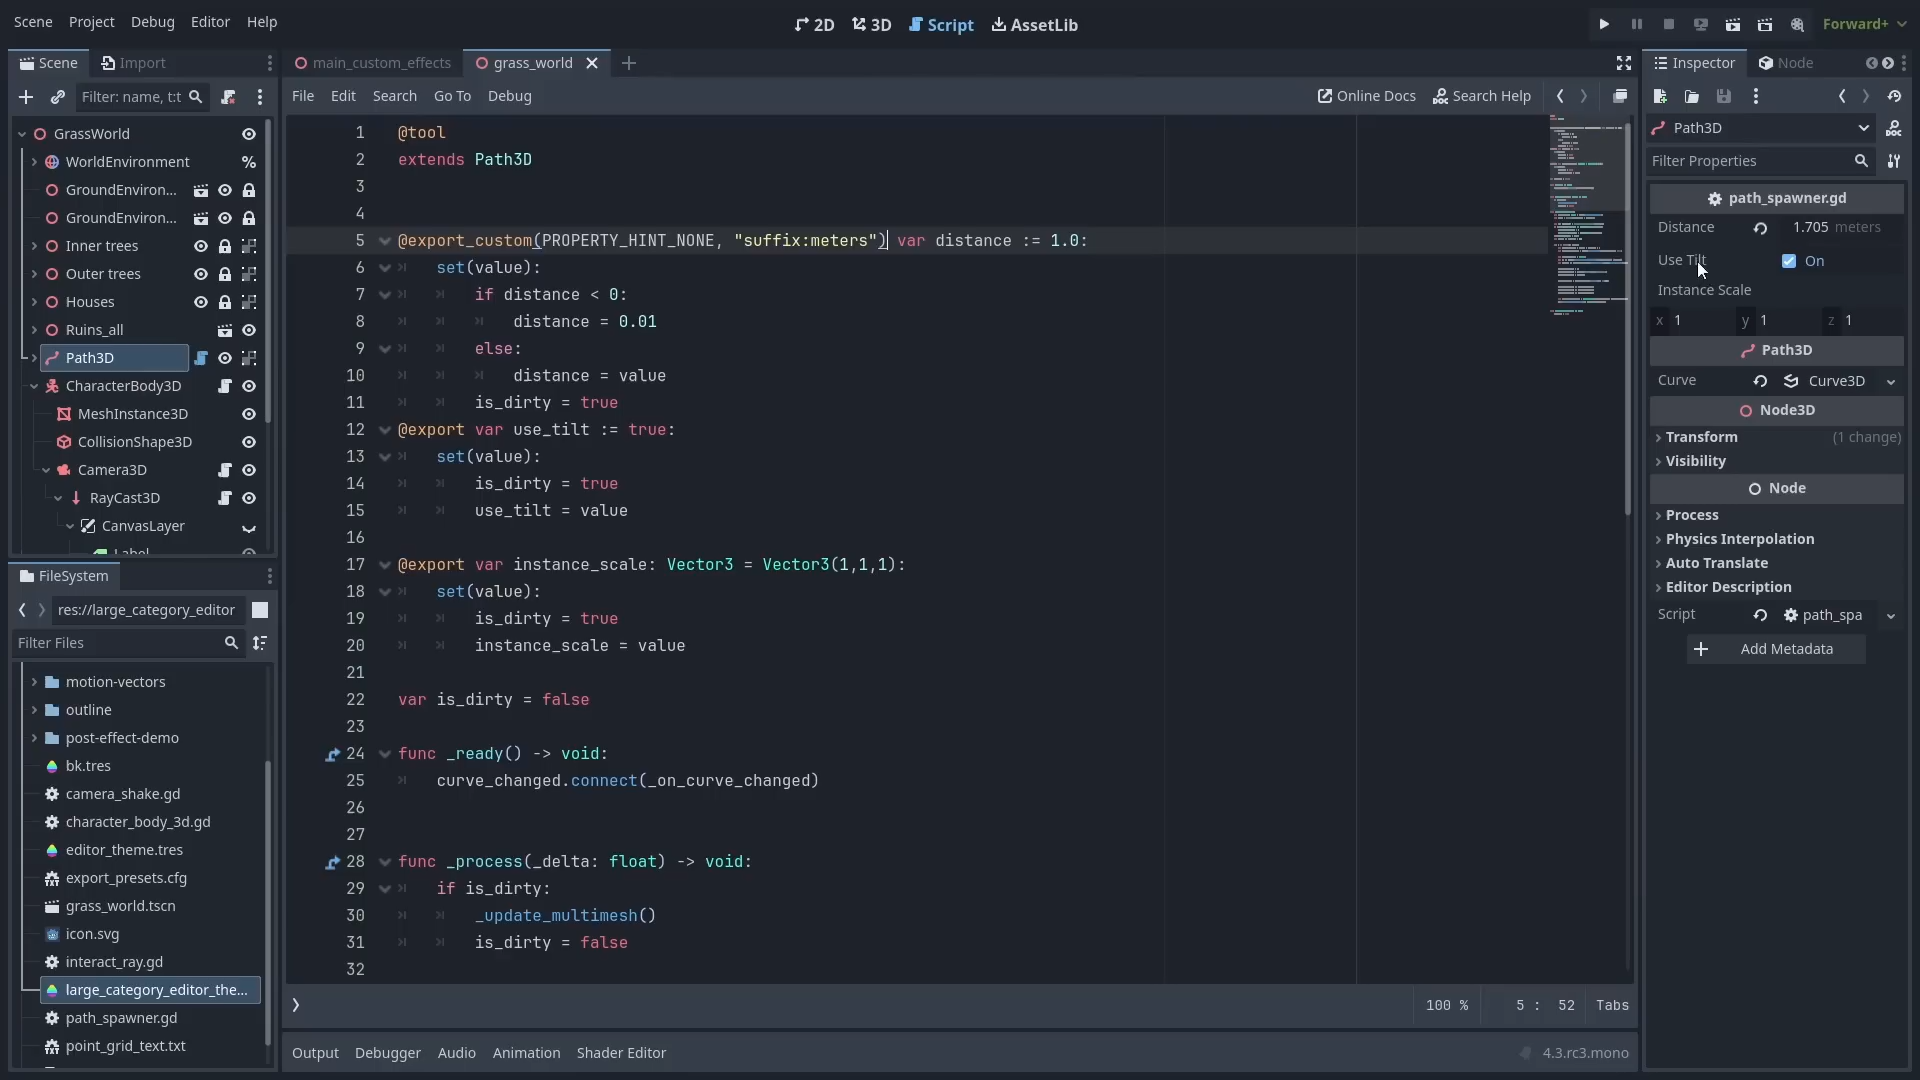 Scene Project Debug Editor Help
2D 3D Script AssetLib
Forward+
Scene Import
Filter: name, t:t
GrassWorld
WorldEnvironment
GroundEnviron...
GroundEnviron...
Inner trees
Outer trees
Houses
Ruins_all
Path3D
CharacterBody3D
MeshInstance3D
CollisionShape3D
Camera3D
RayCast3D
CanvasLayer
Label
FileSystem
res://large_category_editor
Filter Files
motion-vectors
outline
post-effect-demo
bk.tres
camera_shake.gd
character_body_3d.gd
editor_theme.tres
export_presets.cfg
grass_world.tscn
icon.svg
interact_ray.gd
large_category_editor_the...
path_spawner.gd
point_grid_text.txt
main_custom_effects grass_world
File Edit Search Go To Debug
Online Docs Search Help
1 @tool
2 extends Path3D
3
4
5 @export_custom(PROPERTY_HINT_NONE, "suffix:meters") var distance := 1.0:
6 set(value):
7 if distance < 0:
8 distance = 0.01
9 else:
10 distance = value
11 is_dirty = true
12 @export var use_tilt := true:
13 set(value):
14 is_dirty = true
15 use_tilt = value
16
17 @export var instance_scale: Vector3 = Vector3(1,1,1):
18 set(value):
19 is_dirty = true
20 instance_scale = value
21
22 var is_dirty = false
23
24 func _ready() -> void:
25 curve_changed.connect(_on_curve_changed)
26
27
28 func _process(_delta: float) -> void:
29 if is_dirty:
30 _update_multimesh()
31 is_dirty = false
32
100 % 5 : 52 Tabs
Output Debugger Audio Animation Shader Editor
4.3.rc3.mono
Inspector Node
Path3D
DOC
Filter Properties
path_spawner.gd
Distance 1.705 meters
Use Tilt On
Instance Scale
x 1 y 1 z 1
Path3D
Curve Curve3D
Node3D
Transform (1 change)
Visibility
Node
Process
Physics Interpolation
Auto Translate
Editor Description
Script path_spa
Add Metadata